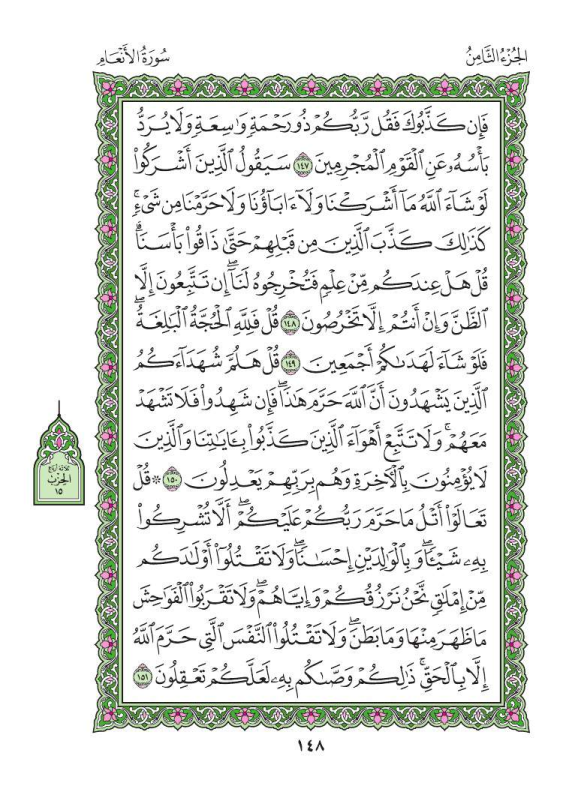 الجُزْءُ الثَّامِنُ
سُورَةُ الأَنْعَامِ
فَإِن كَذَّبُوكَ فَقُل رَّبُّكُمْ ذُو رَحْمَةٍ وَٰسِعَةٍ وَلَا يُرَدُّ
بَأْسُهُۥ عَنِ ٱلْقَوْمِ ٱلْمُجْرِمِينَ ١٤٧ سَيَقُولُ ٱلَّذِينَ أَشْرَكُوا۟
لَوْ شَآءَ ٱللَّهُ مَآ أَشْرَكْنَا وَلَآ ءَابَآؤُنَا وَلَا حَرَّمْنَا مِن شَىْءٍۚ
كَذَٰلِكَ كَذَّبَ ٱلَّذِينَ مِن قَبْلِهِمْ حَتَّىٰ ذَاقُوا۟ بَأْسَنَاۗ
قُلْ هَلْ عِندَكُم مِّنْ عِلْمٍ فَتُخْرِجُوهُ لَنَآۖ إِن تَتَّبِعُونَ إِلَّا
ٱلظَّنَّ وَإِنْ أَنتُمْ إِلَّا تَخْرُصُونَ ١٤٨ قُلْ فَلِلَّهِ ٱلْحُجَّةُ ٱلْبَٰلِغَةُۖ
فَلَوْ شَآءَ لَهَدَىٰكُمْ أَجْمَعِينَ ١٤٩ قُلْ هَلُمَّ شُهَدَآءَكُمُ
ٱلَّذِينَ يَشْهَدُونَ أَنَّ ٱللَّهَ حَرَّمَ هَٰذَاۖ فَإِن شَهِدُوا۟ فَلَا تَشْهَدْ
مَعَهُمْۚ وَلَا تَتَّبِعْ أَهْوَآءَ ٱلَّذِينَ كَذَّبُوا۟ بِـَٔايَٰتِنَا وَٱلَّذِينَ
لَا يُؤْمِنُونَ بِٱلْـَٔاخِرَةِ وَهُم بِرَبِّهِمْ يَعْدِلُونَ ١٥٠ ۞ قُلْ
تَعَالَوْا۟ أَتْلُ مَا حَرَّمَ رَبُّكُمْ عَلَيْكُمْۖ أَلَّا تُشْرِكُوا۟
بِهِۦ شَيْـًٔاۖ وَبِٱلْوَٰلِدَيْنِ إِحْسَٰنًاۖ وَلَا تَقْتُلُوٓا۟ أَوْلَٰدَكُم
مِّنْ إِمْلَٰقٍۖ نَّحْنُ نَرْزُقُكُمْ وَإِيَّاهُمْۖ وَلَا تَقْرَبُوا۟ ٱلْفَوَٰحِشَ
مَا ظَهَرَ مِنْهَا وَمَا بَطَنَۖ وَلَا تَقْتُلُوا۟ ٱلنَّفْسَ ٱلَّتِى حَرَّمَ ٱللَّهُ
إِلَّا بِٱلْحَقِّۚ ذَٰلِكُمْ وَصَّىٰكُم بِهِۦ لَعَلَّكُمْ تَعْقِلُونَ ١٥١
ثلاثة أرباع
الحزب
١٥
١٤٨